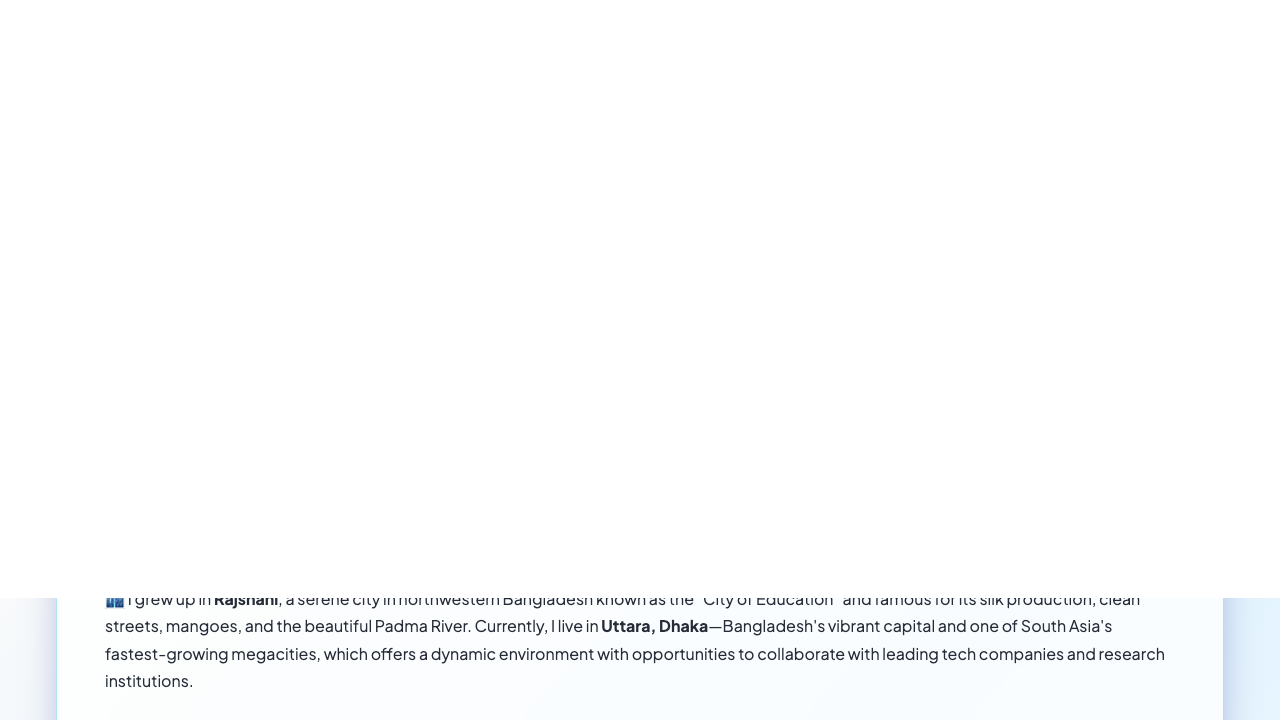 I grew up in Rajshahi, a serene city in northwestern Bangladesh known as the "City of Education" and famous for its silk production, clean
streets, mangoes, and the beautiful Padma River. Currently, I live in Uttara, Dhaka—Bangladesh's vibrant capital and one of South Asia's
fastest-growing megacities, which offers a dynamic environment with opportunities to collaborate with leading tech companies and research
institutions.